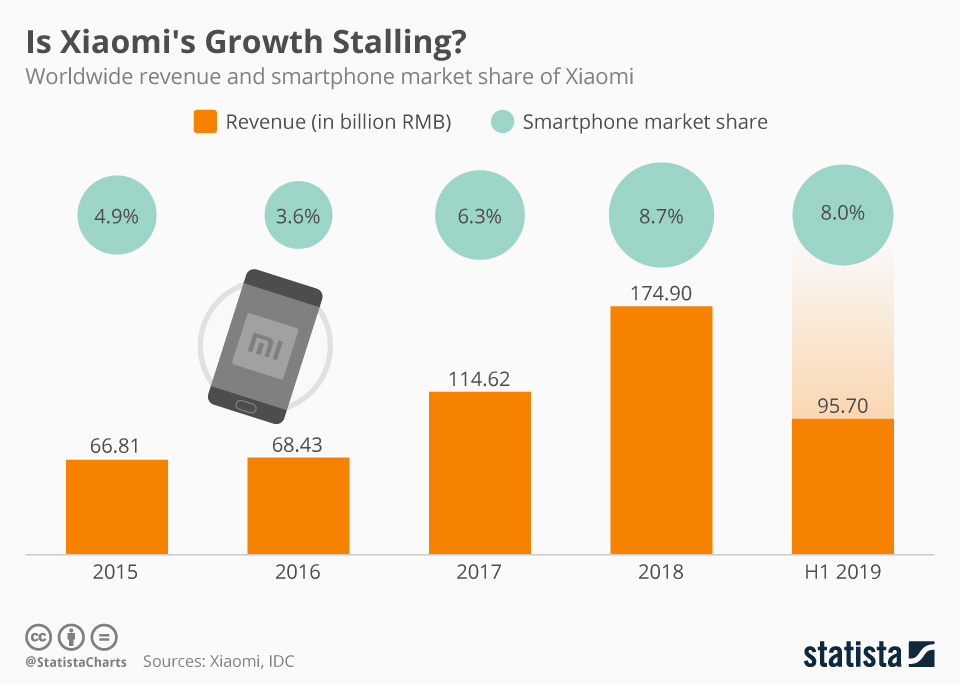 Is Xiaomi's Growth Stalling?
Worldwide revenue and smartphone market share of Xiaomi
Revenue (in billion RMB) Smartphone market share
4.9% 3.6% 6.3% 8.7% 8.0%
174.90
114.62
95.70
66.81 68.43
mi
2015 2016 2017 2018 H1 2019
cc
@StatistaCharts Sources: Xiaomi, IDC
statista